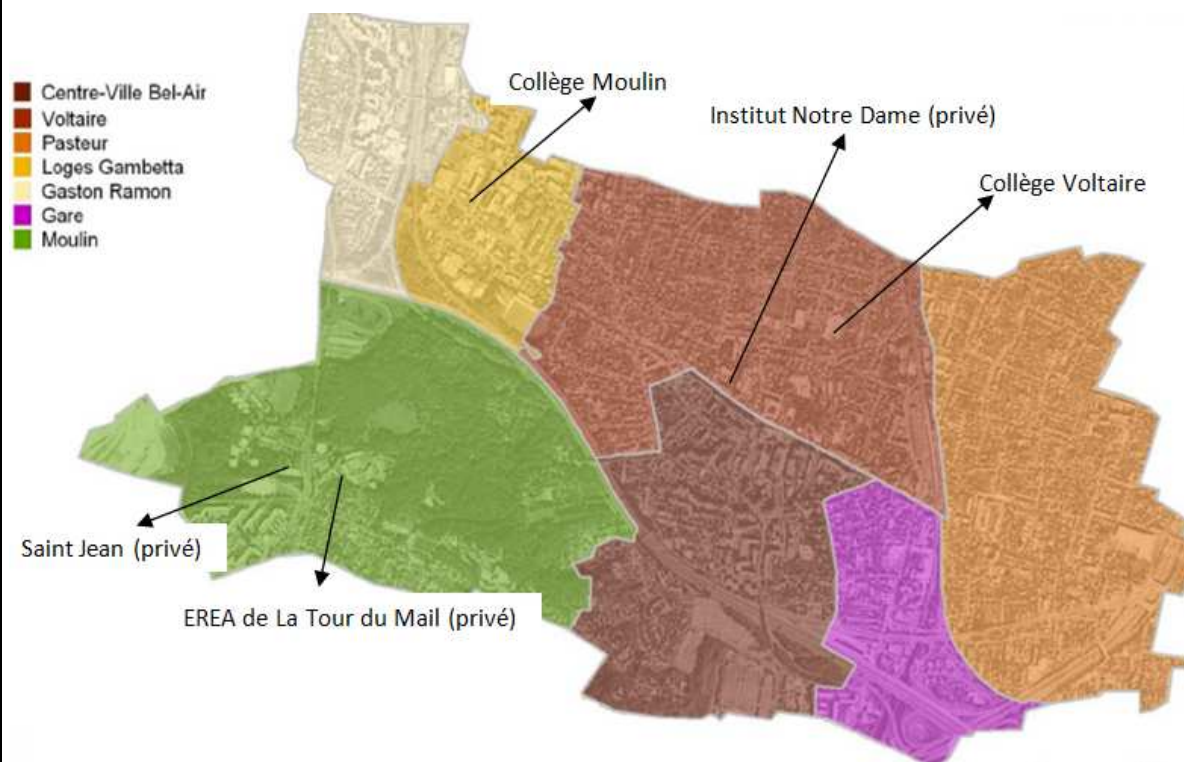 Centre-Ville Bel-Air
Voltaire
Pasteur
Loges Gambetta
Gaston Ramon
Gare
Moulin
Collège Moulin
Institut Notre Dame (privé)
Collège Voltaire
Saint Jean (privé)
EREA de La Tour du Mail (privé)